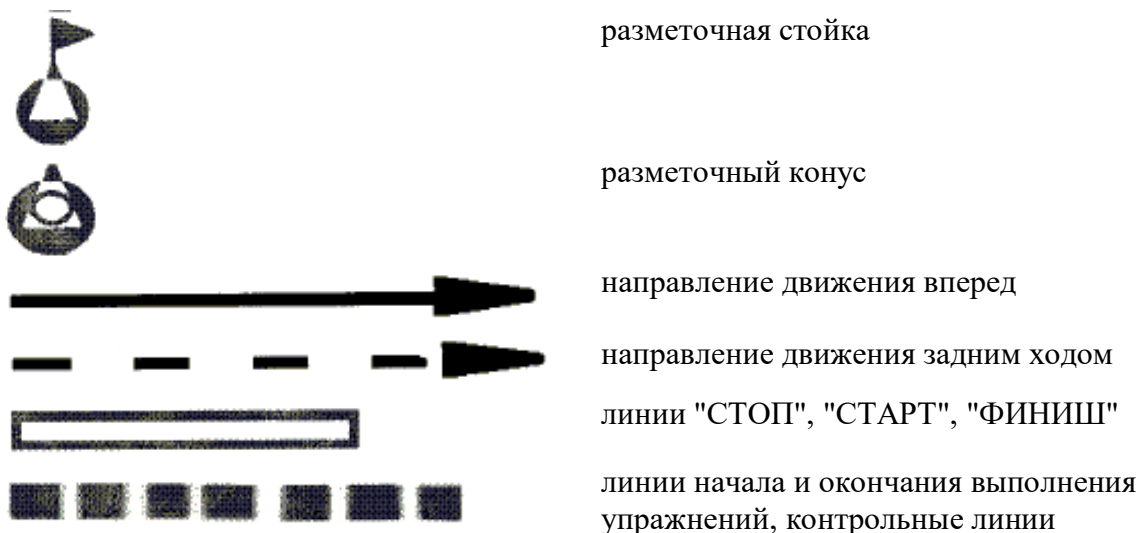 разметочная стойка
разметочный конус
направление движения вперед
направление движения задним ходом
линии "СТОП", "СТАРТ", "ФИНИШ"
линии начала и окончания выполнения
упражнений, контрольные линии